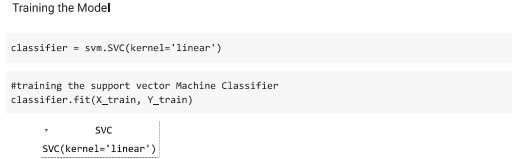 Training the Model
classifier = svm.SVC(kernel='linear')
#training the support vector Machine Classifier
classifier.fit(X_train, Y_train)
SVC
SVC(kernel='linear')